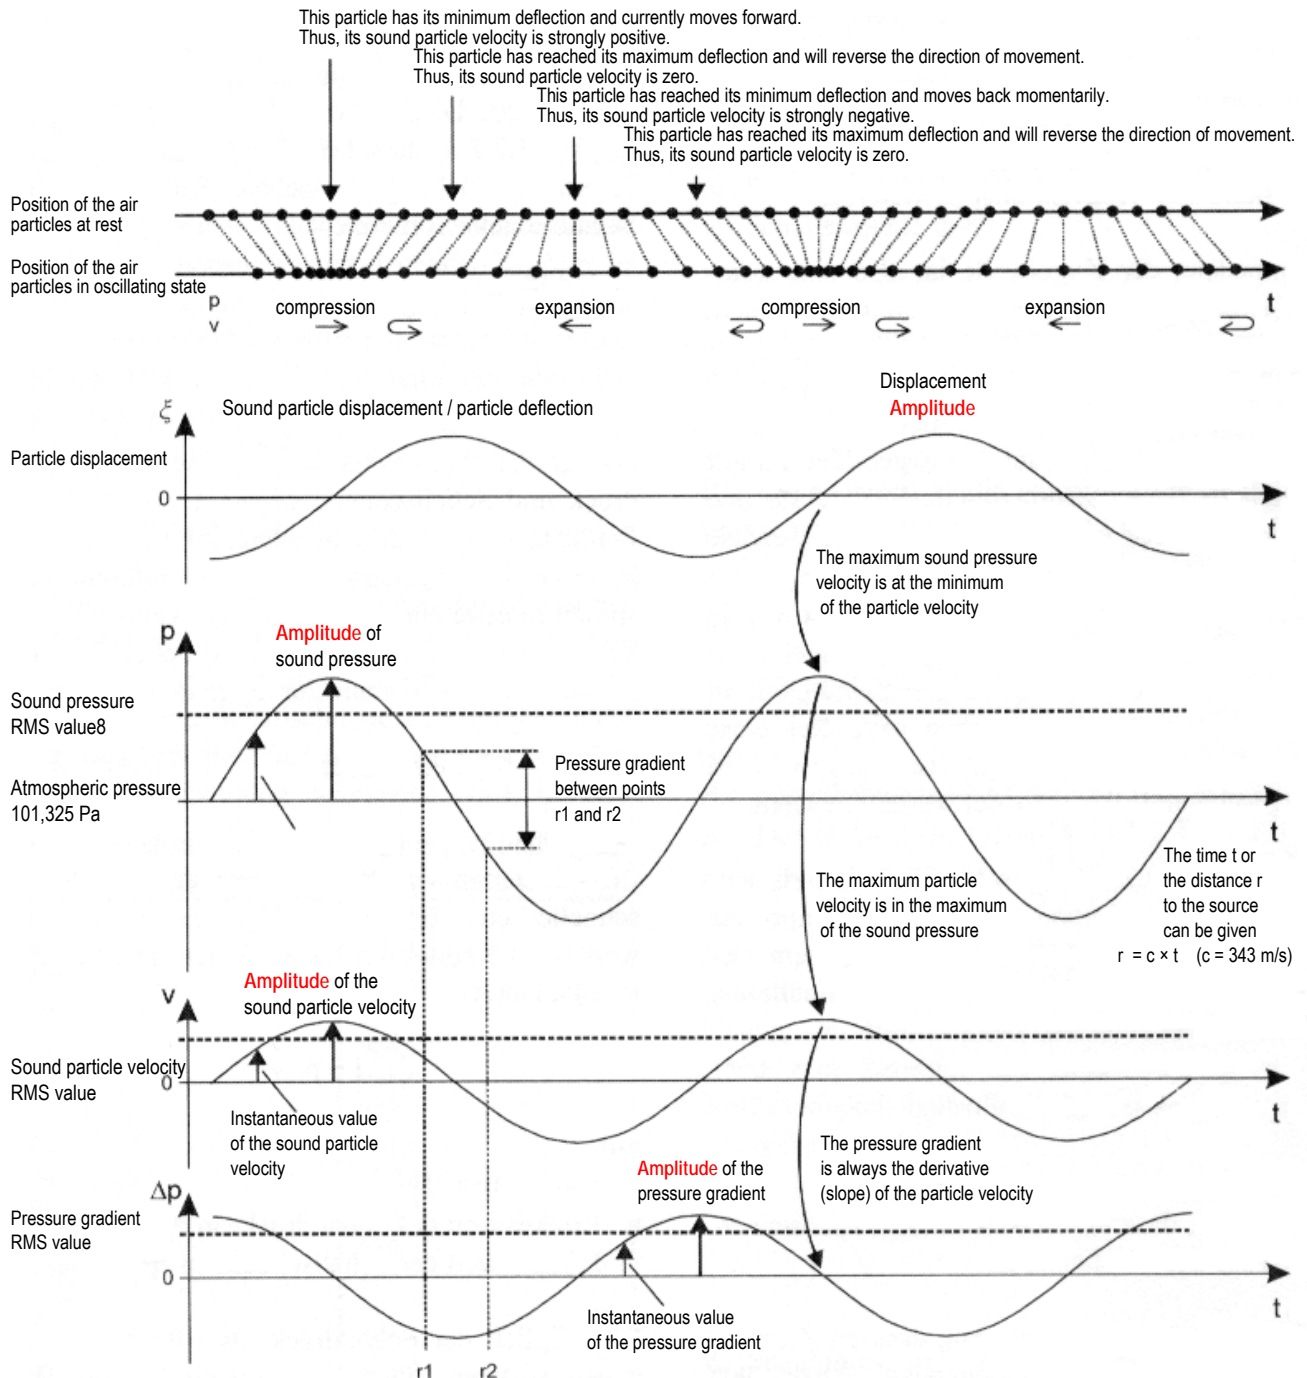 This particle has its minimum deflection and currently moves forward.
Thus, its sound particle velocity is strongly positive.
This particle has reached its maximum deflection and will reverse the direction of movement.
Thus, its sound particle velocity is zero.
This particle has reached its minimum deflection and moves back momentarily.
Thus, its sound particle velocity is strongly negative.
This particle has reached its maximum deflection and will reverse the direction of movement.
Thus, its sound particle velocity is zero.
Position of the air
particles at rest
Position of the air
particles in oscillating state
p
v
compression
expansion
compression
expansion
t
Displacement
Amplitude
ξ
Sound particle displacement / particle deflection
Particle displacement
0
t
The maximum sound pressure
velocity is at the minimum
of the particle velocity
p
Amplitude of
sound pressure
Sound pressure
RMS value8
Atmospheric pressure
101,325 Pa
Pressure gradient
between points
r1 and r2
t
The time t or
the distance r
to the source
can be given
r = c × t (c = 343 m/s)
The maximum particle
velocity is in the maximum
of the sound pressure
v
Amplitude of the
sound particle velocity
Sound particle velocity
RMS value
0
t
Instantaneous value
of the sound particle
velocity
The pressure gradient
is always the derivative
(slope) of the particle velocity
Δp
Amplitude of the
pressure gradient
Pressure gradient
RMS value
0
t
Instantaneous value
of the pressure gradient
r1
r2